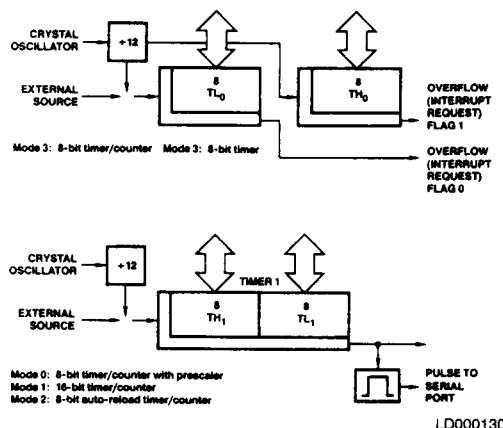 CRYSTAL
OSCILLATOR
÷12
EXTERNAL
SOURCE
8
TL0
8
TH0
OVERFLOW
(INTERRUPT
REQUEST)
FLAG 1
OVERFLOW
(INTERRUPT
REQUEST)
FLAG 0
Mode 3: 8-bit timer/counter Mode 3: 8-bit timer
CRYSTAL
OSCILLATOR
÷12
EXTERNAL
SOURCE
TIMER 1
8
TH1
8
TL1
PULSE TO
SERIAL
PORT
Mode 0: 8-bit timer/counter with prescaler
Mode 1: 16-bit timer/counter
Mode 2: 8-bit auto-reload timer/counter
LD000130